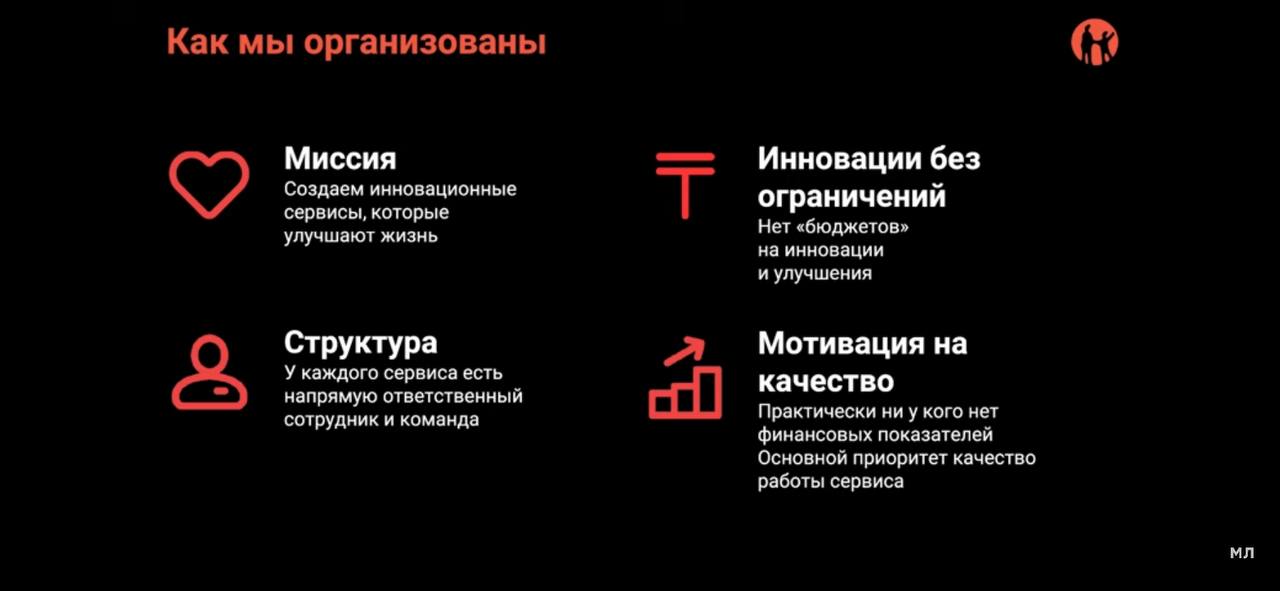 Как мы организованы
Миссия
Создаем инновационные
сервисы, которые
улучшают жизнь
Инновации без
ограничений
Нет «бюджетов»
на инновации
и улучшения
Структура
У каждого сервиса есть
напрямую ответственный
сотрудник и команда
Мотивация на
качество
Практически ни у кого нет
финансовых показателей
Основной приоритет качество
работы сервиса
МЛ